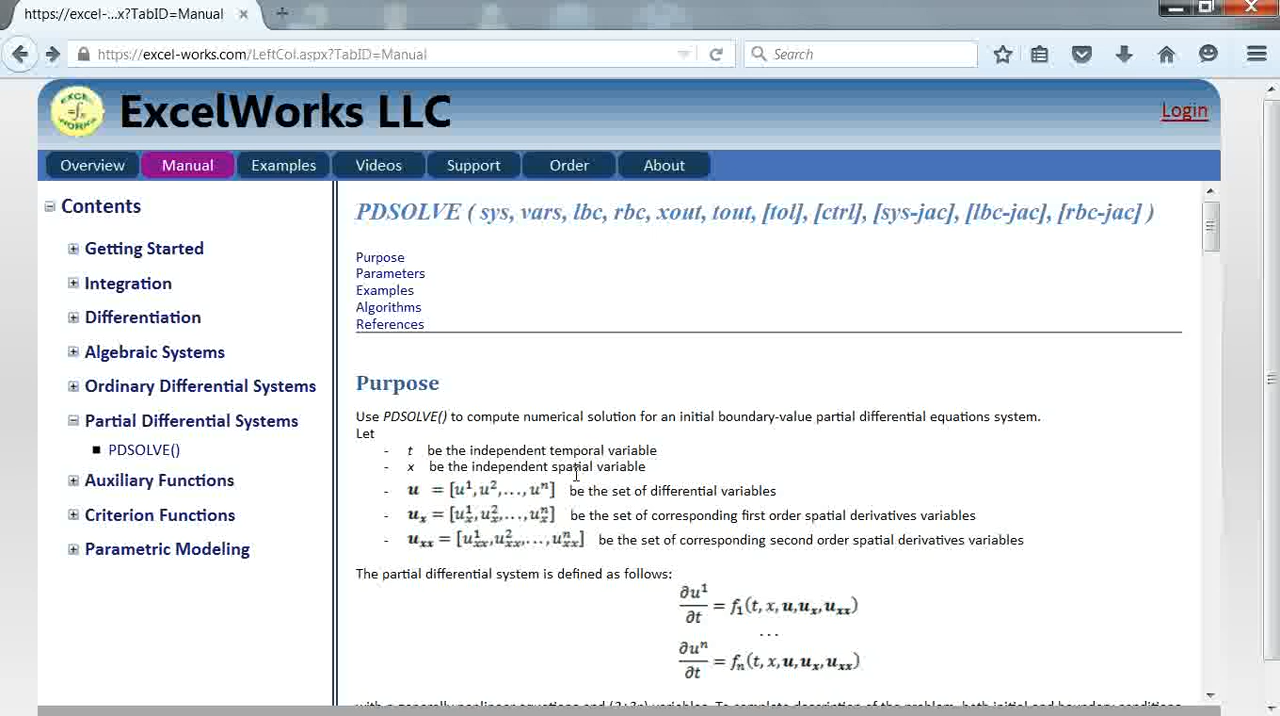 https://excel-...x?TabID=Manual
https://excel-works.com/LeftCol.aspx?TabID=Manual
Search
EXCEL
=fx
WORKS
ExcelWorks LLC
Login
Overview
Manual
Examples
Videos
Support
Order
About
Contents
Getting Started
Integration
Differentiation
Algebraic Systems
Ordinary Differential Systems
Partial Differential Systems
PDSOLVE()
Auxiliary Functions
Criterion Functions
Parametric Modeling
PDSOLVE ( sys, vars, lbc, rbc, xout, tout, [tol], [ctrl], [sys-jac], [lbc-jac], [rbc-jac] )
Purpose
Parameters
Examples
Algorithms
References
Purpose
Use PDSOLVE() to compute numerical solution for an initial boundary-value partial differential equations system.
Let
- t be the independent temporal variable
- x be the independent spatial variable
- u = [u¹,u²,...,uⁿ] be the set of differential variables
- uₓ = [u¹ₓ,u²ₓ,...,uⁿₓ] be the set of corresponding first order spatial derivatives variables
- uₓₓ = [u¹ₓₓ,u²ₓₓ,...,uⁿₓₓ] be the set of corresponding second order spatial derivatives variables
The partial differential system is defined as follows:
∂u¹/∂t = f₁(t, x, u,uₓ,uₓₓ)
...
∂uⁿ/∂t = fₙ(t, x, u,uₓ,uₓₓ)